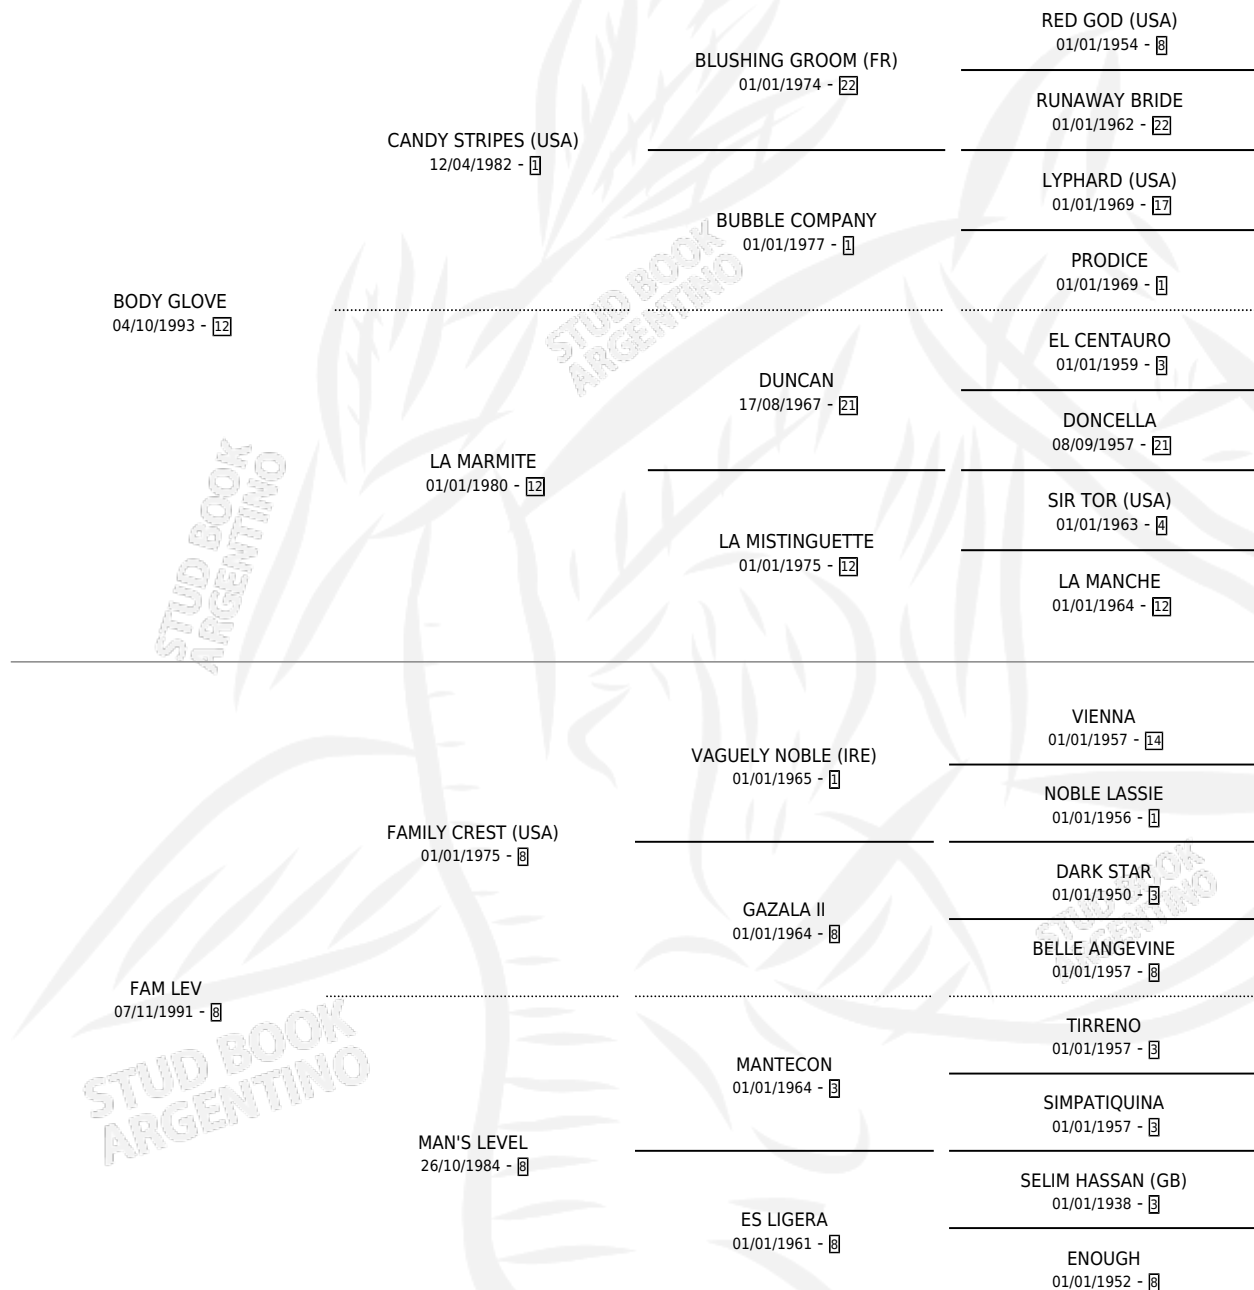 RED GOD (USA)
01/01/1954 - 8
BLUSHING GROOM (FR)
01/01/1974 - 22
RUNAWAY BRIDE
01/01/1962 - 22
CANDY STRIPES (USA)
12/04/1982 - 1
LYPHARD (USA)
01/01/1969 - 17
BUBBLE COMPANY
01/01/1977 - 1
PRODICE
01/01/1969 - 1
BODY GLOVE
04/10/1993 - 12
EL CENTAURO
01/01/1959 - 3
DUNCAN
17/08/1967 - 21
DONCELLA
08/09/1957 - 21
LA MARMITE
01/01/1980 - 12
SIR TOR (USA)
01/01/1963 - 4
LA MISTINGUETTE
01/01/1975 - 12
LA MANCHE
01/01/1964 - 12
VIENNA
01/01/1957 - 14
VAGUELY NOBLE (IRE)
01/01/1965 - 1
NOBLE LASSIE
01/01/1956 - 1
FAMILY CREST (USA)
01/01/1975 - 8
DARK STAR
01/01/1950 - 3
GAZALA II
01/01/1964 - 8
BELLE ANGEVINE
01/01/1957 - 8
FAM LEV
07/11/1991 - 8
TIRRENO
01/01/1957 - 3
MANTECON
01/01/1964 - 3
SIMPATIQUINA
01/01/1957 - 3
MAN'S LEVEL
26/10/1984 - 8
SELIM HASSAN (GB)
01/01/1938 - 3
ES LIGERA
01/01/1961 - 8
ENOUGH
01/01/1952 - 8
STUD BOOK
ARGENTINO
STUD BOOK
ARGENTINO
STUD BOOK
ARGENTINO
STUD BOOK
ARGENTINO